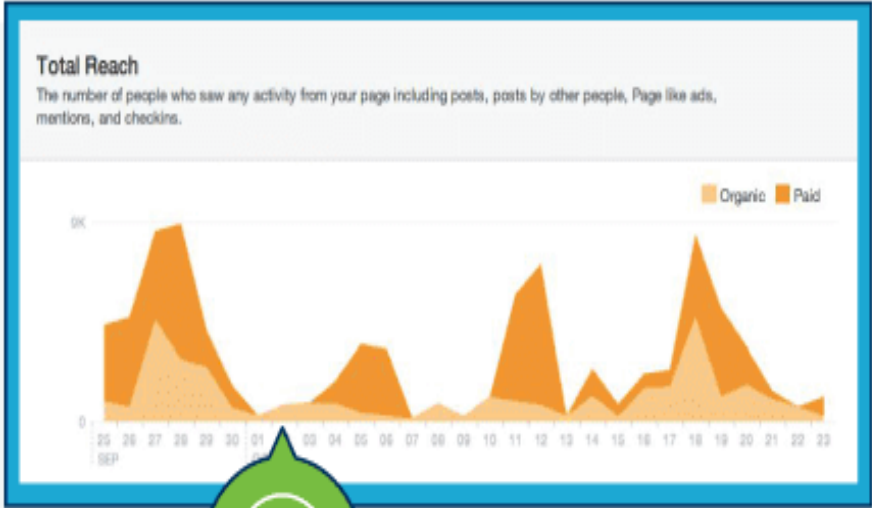 Total Reach
The number of people who saw any activity from your page including posts, posts by other people, Page like ads,
mentions, and checkins.
Organic Paid
9K
0
25 26 27 28 29 30 01 03 04 05 06 07 08 09 10 11 12 13 14 15 16 17 18 19 20 21 22 23
SEP